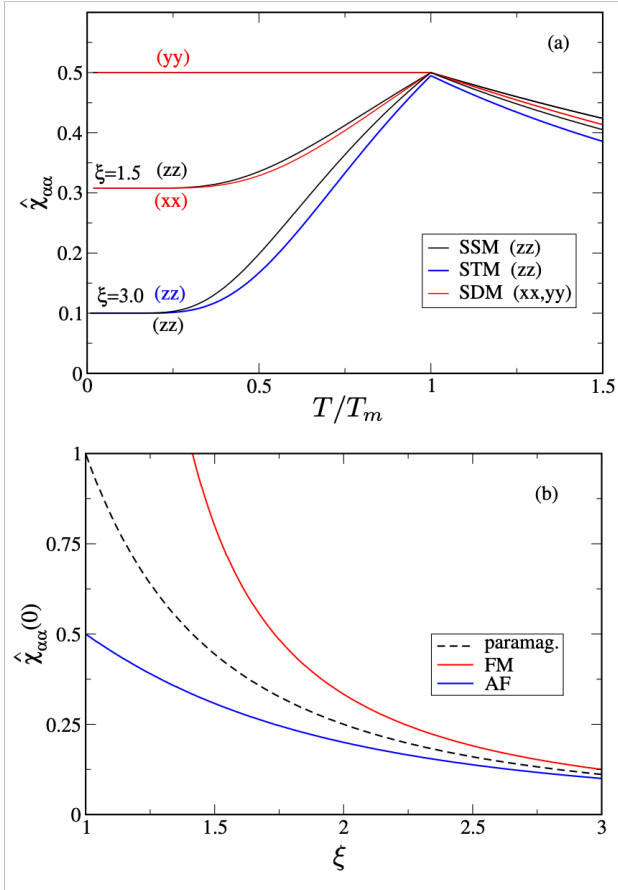 (a)
0.5
0.4
0.3
0.2
0.1
0
χ̂αα
(yy)
ξ=1.5 (zz)
(xx)
ξ=3.0 (zz)
(zz)
SSM (zz)
STM (zz)
SDM (xx,yy)
0 0.5 1 1.5
T/Tm
(b)
1
0.75
0.5
0.25
0
χ̂αα(0)
paramag.
FM
AF
1 1.5 2 2.5 3
ξ